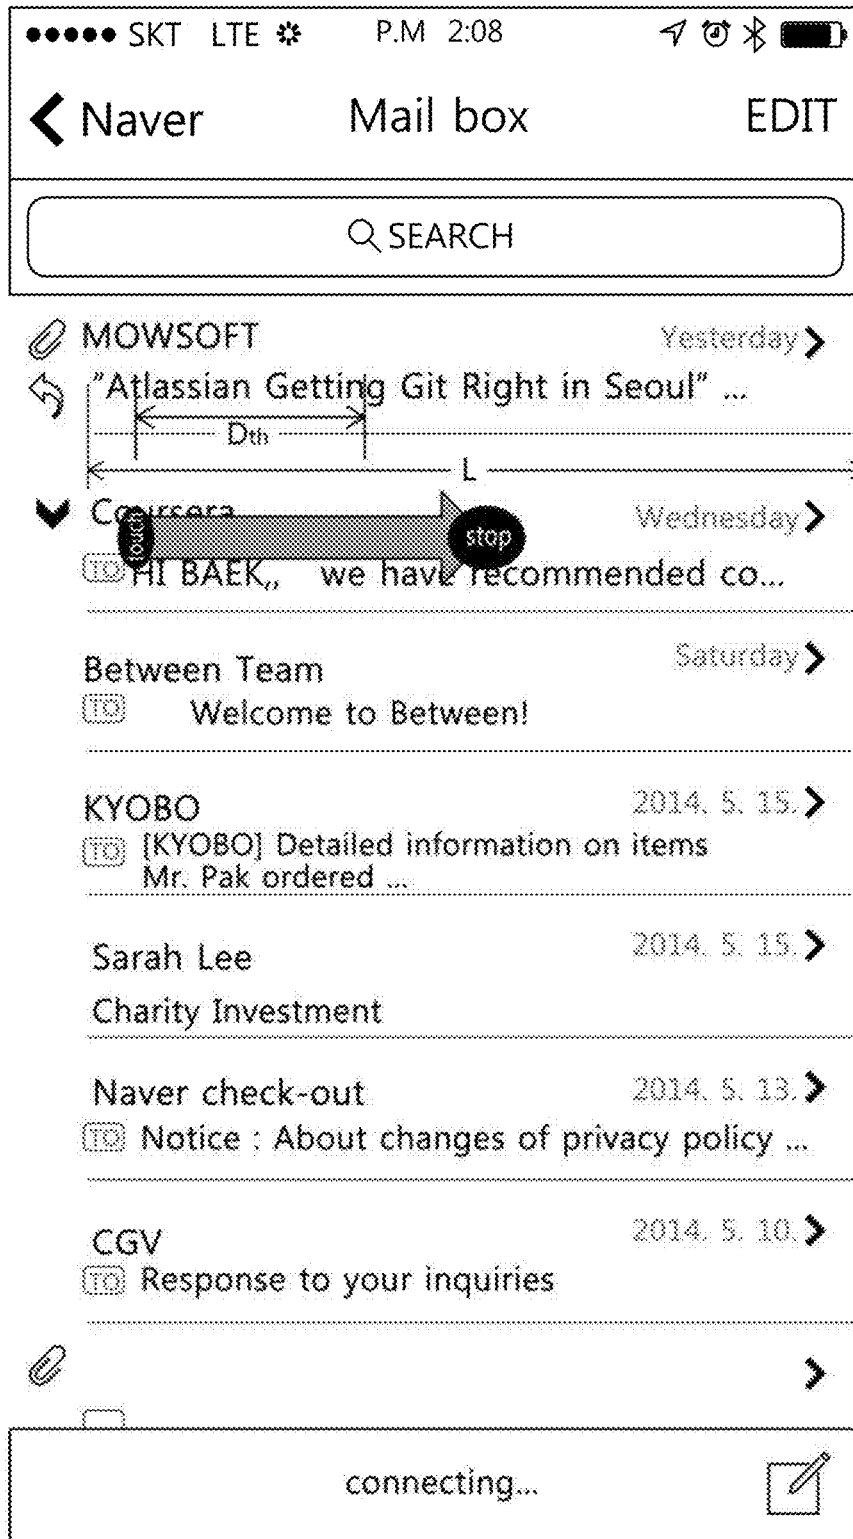 SKT LTE P.M 2:08
Naver Mail box EDIT
SEARCH
MOWSOFT Yesterday
"Atlassian Getting Git Right in Seoul" ...
Dth
L
Coursera Wednesday
touch stop
TO HI BAEK,, we have recommended co...
Between Team Saturday
TO Welcome to Between!
KYOBO 2014. 5. 15.
TO [KYOBO] Detailed information on items
Mr. Pak ordered ...
Sarah Lee 2014. 5. 15.
Charity Investment
Naver check-out 2014. 5. 13.
TO Notice : About changes of privacy policy ...
CGV 2014. 5. 10.
TO Response to your inquiries
connecting...